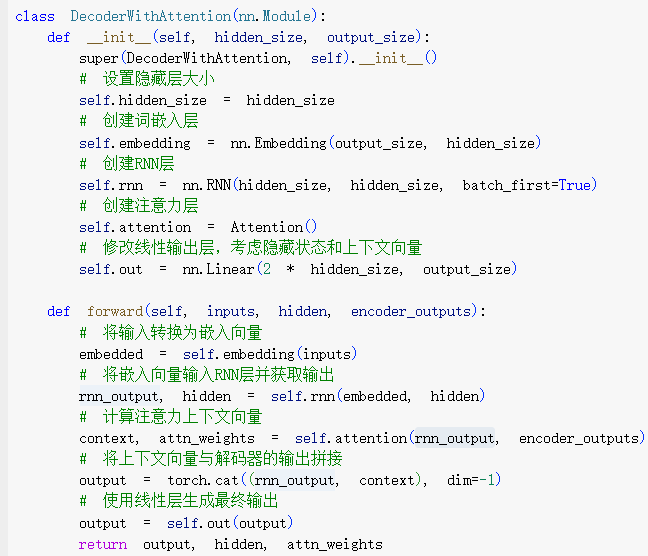 class DecoderWithAttention(nn.Module):
    def __init__(self, hidden_size, output_size):
        super(DecoderWithAttention, self).__init__()
        # 设置隐藏层大小
        self.hidden_size = hidden_size
        # 创建词嵌入层
        self.embedding = nn.Embedding(output_size, hidden_size)
        # 创建RNN层
        self.rnn = nn.RNN(hidden_size, hidden_size, batch_first=True)
        # 创建注意力层
        self.attention = Attention()
        # 修改线性输出层，考虑隐藏状态和上下文向量
        self.out = nn.Linear(2 * hidden_size, output_size)

    def forward(self, inputs, hidden, encoder_outputs):
        # 将输入转换为嵌入向量
        embedded = self.embedding(inputs)
        # 将嵌入向量输入RNN层并获取输出
        rnn_output, hidden = self.rnn(embedded, hidden)
        # 计算注意力上下文向量
        context, attn_weights = self.attention(rnn_output, encoder_outputs)
        # 将上下文向量与解码器的输出拼接
        output = torch.cat((rnn_output, context), dim=-1)
        # 使用线性层生成最终输出
        output = self.out(output)
        return output, hidden, attn_weights